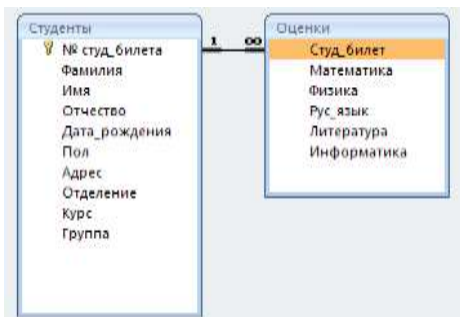 Студенты
№ студ_билета
Фамилия
Имя
Отчество
Дата_рождения
Пол
Адрес
Отделение
Курс
Группа
1 ∞
Оценки
Студ_билет
Математика
Физика
Рус_язык
Литература
Информатика